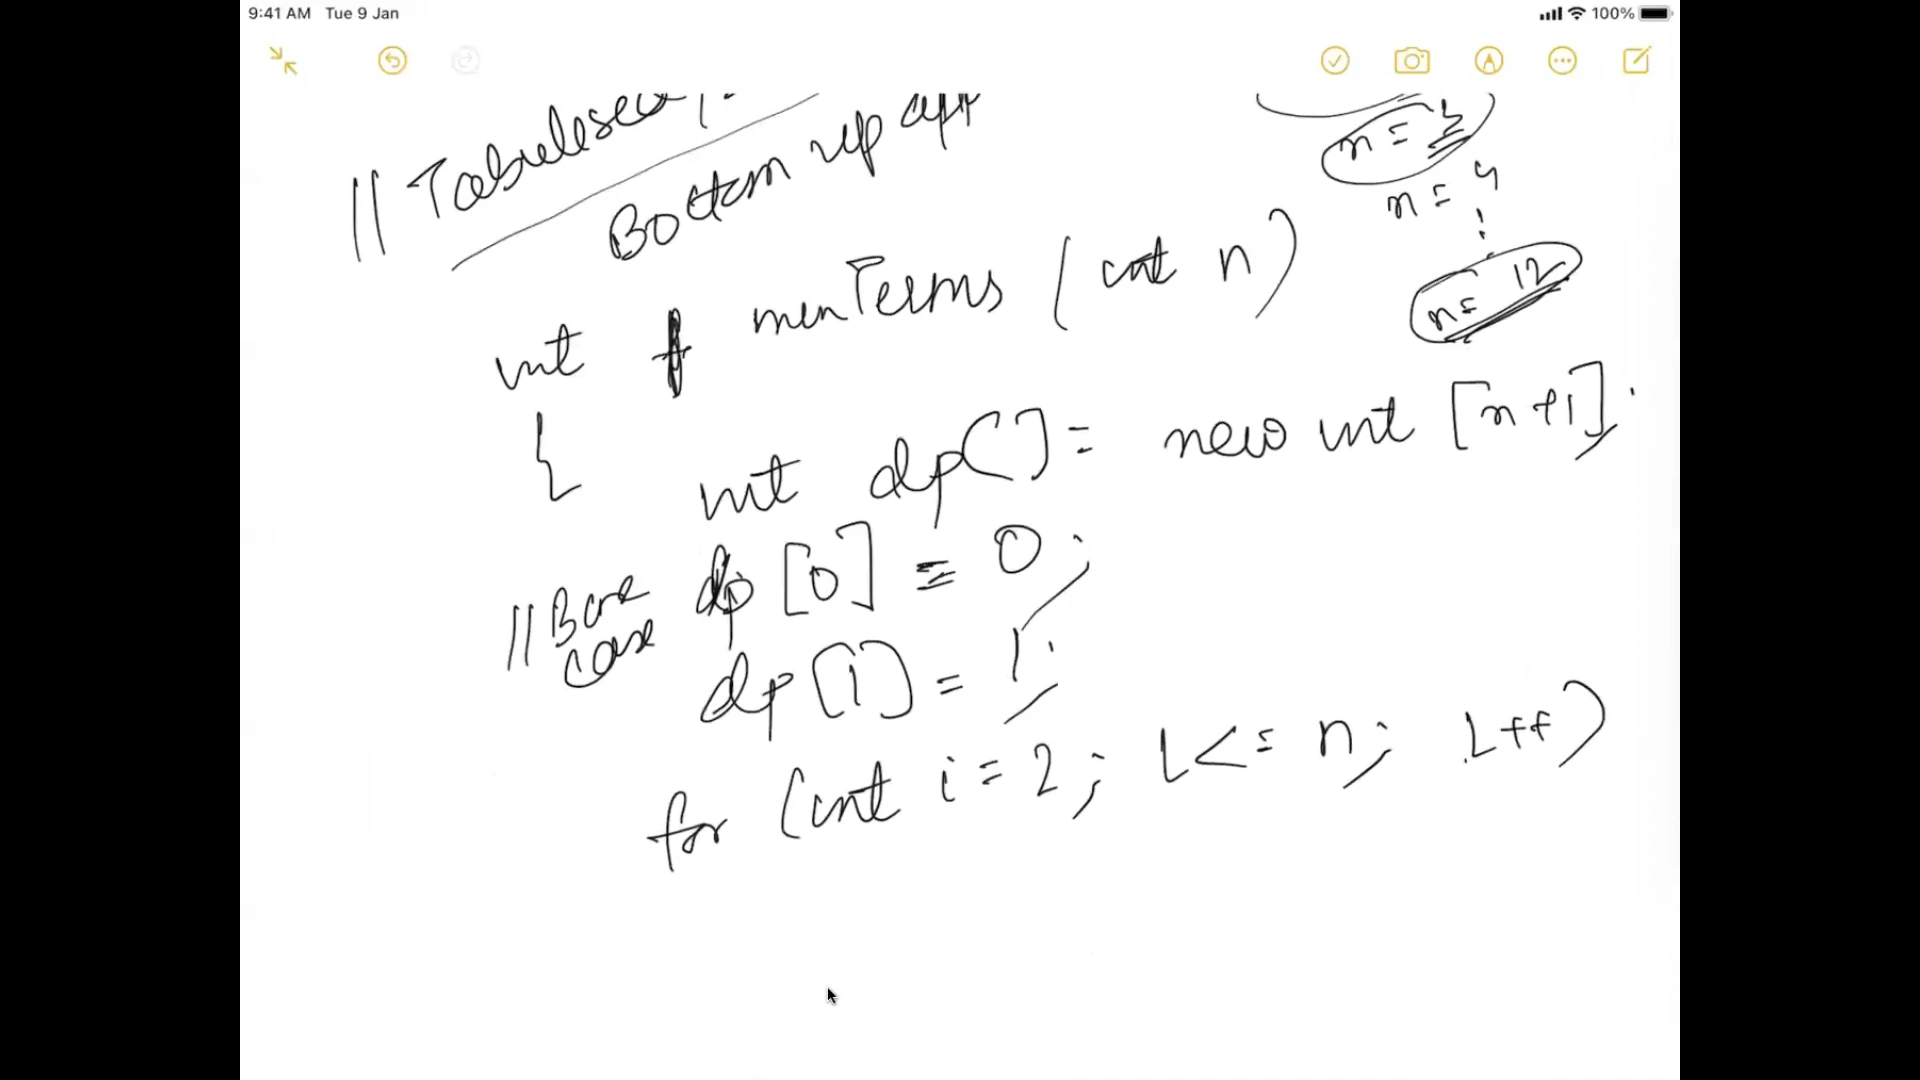 9:41 AM Tue 9 Jan
100%
//
Bottom up app
n = 3
n = 4
n = 12
int minTerms (int n)
{
int dp[] = new int [n+1];
//Base case
dp [0] = 0;
dp [1] = 1;
for (int i = 2; i <= n; i++)